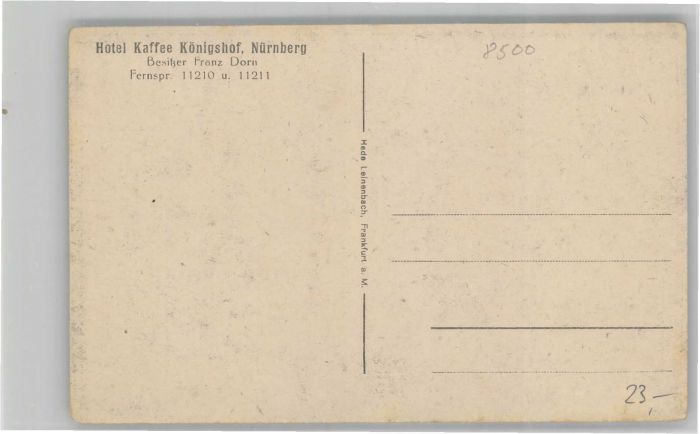 Hotel Kaffee Königshof, Nürnberg
Besitzer Franz Dorn
Fernspr. 11210 u. 11211
8500
Hede Leinenbach, Frankfurt a. M.
23,—